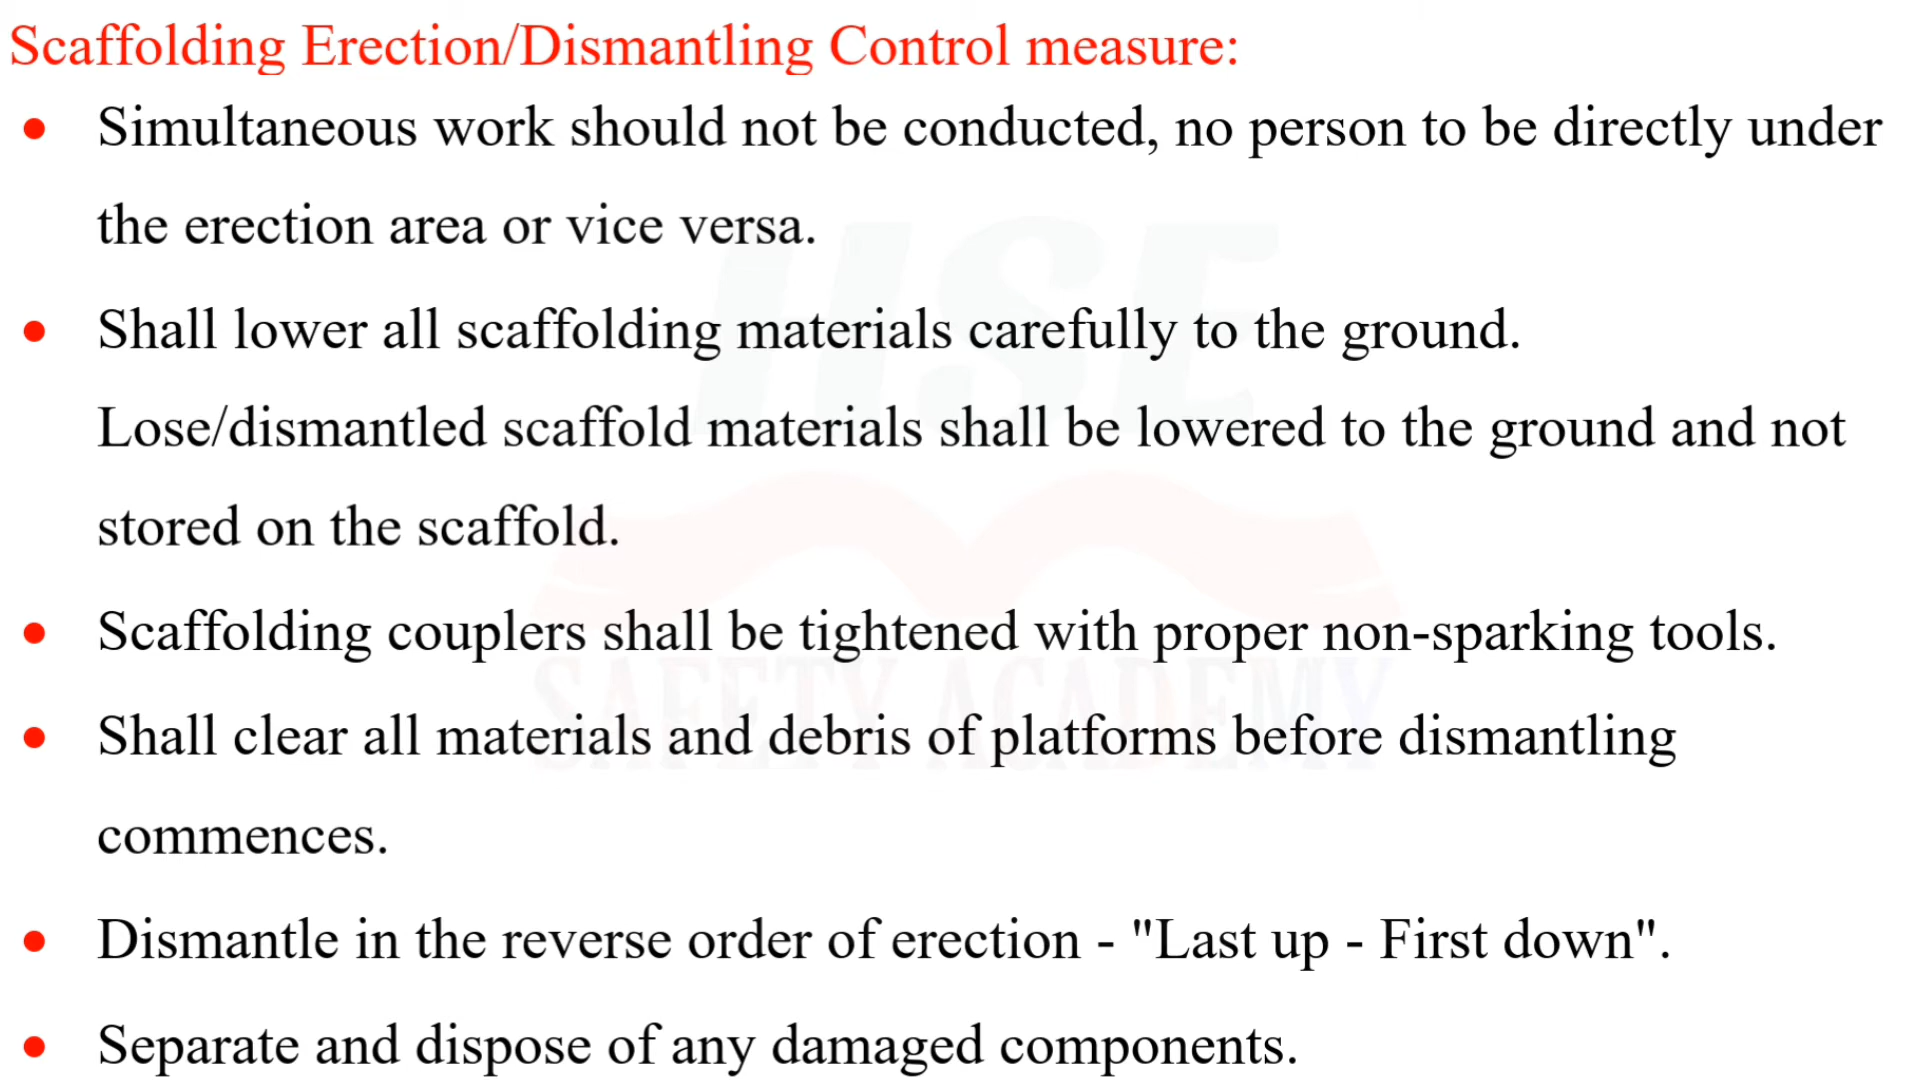 Scaffolding Erection/Dismantling Control measure:
• Simultaneous work should not be conducted, no person to be directly under
the erection area or vice versa.
• Shall lower all scaffolding materials carefully to the ground.
Lose/dismantled scaffold materials shall be lowered to the ground and not
stored on the scaffold.
• Scaffolding couplers shall be tightened with proper non-sparking tools.
• Shall clear all materials and debris of platforms before dismantling
commences.
• Dismantle in the reverse order of erection - "Last up - First down".
• Separate and dispose of any damaged components.
HSE
SAFETY ACADEMY